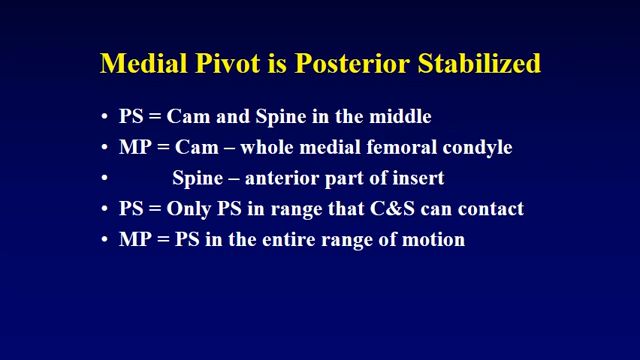 Medial Pivot is Posterior Stabilized
• PS = Cam and Spine in the middle
• MP = Cam – whole medial femoral condyle
• Spine – anterior part of insert
• PS = Only PS in range that C&S can contact
• MP = PS in the entire range of motion